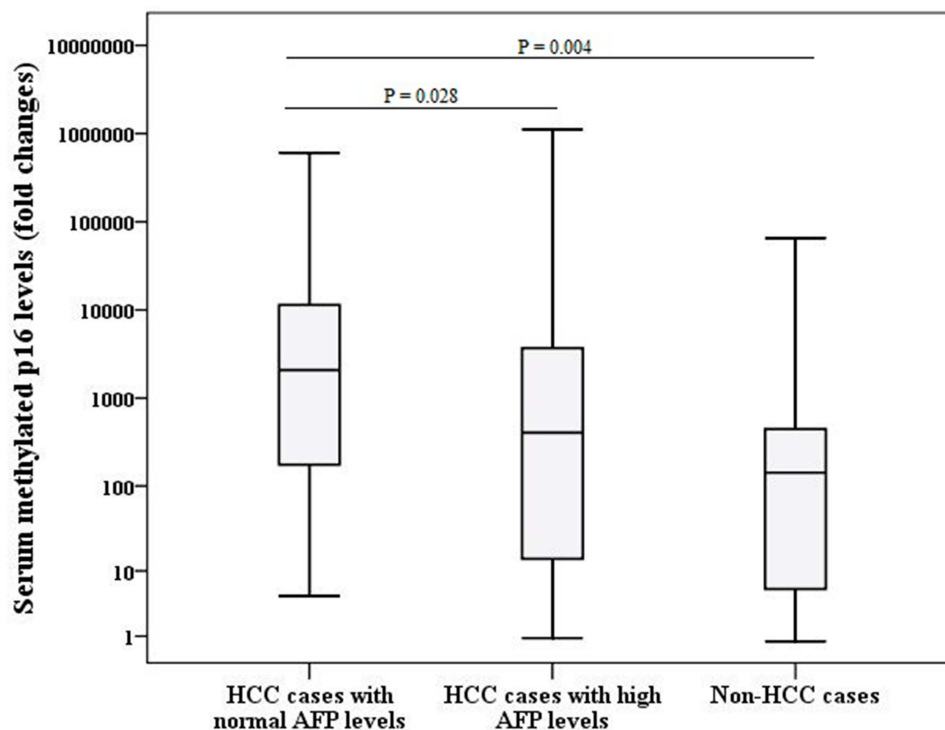 Serum methylated p16 levels (fold changes)
10000000
1000000
100000
10000
1000
100
10
1
P = 0.004
P = 0.028
HCC cases with
normal AFP levels
HCC cases with high
AFP levels
Non-HCC cases